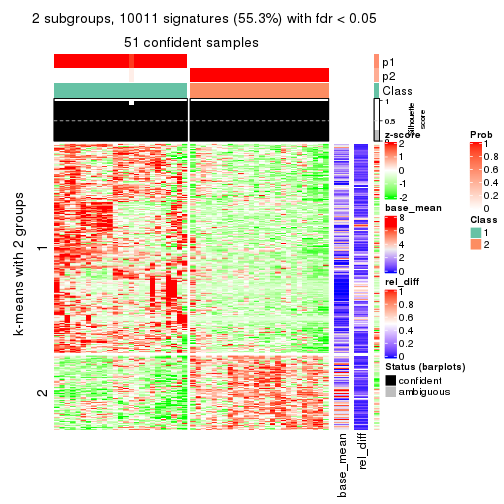 2 subgroups, 10011 signatures (55.3%) with fdr < 0.05
51 confident samples
p1
p2
Class
1
0.5
0
Silhouette
score
k-means with 2 groups
1
2
base_mean
rel_diff
z-score
2
1
0
-1
-2
base_mean
8
6
4
2
0
rel_diff
1
0.8
0.6
0.4
0.2
0
Status (barplots)
confident
ambiguous
Prob
1
0.8
0.6
0.4
0.2
0
Class
1
2